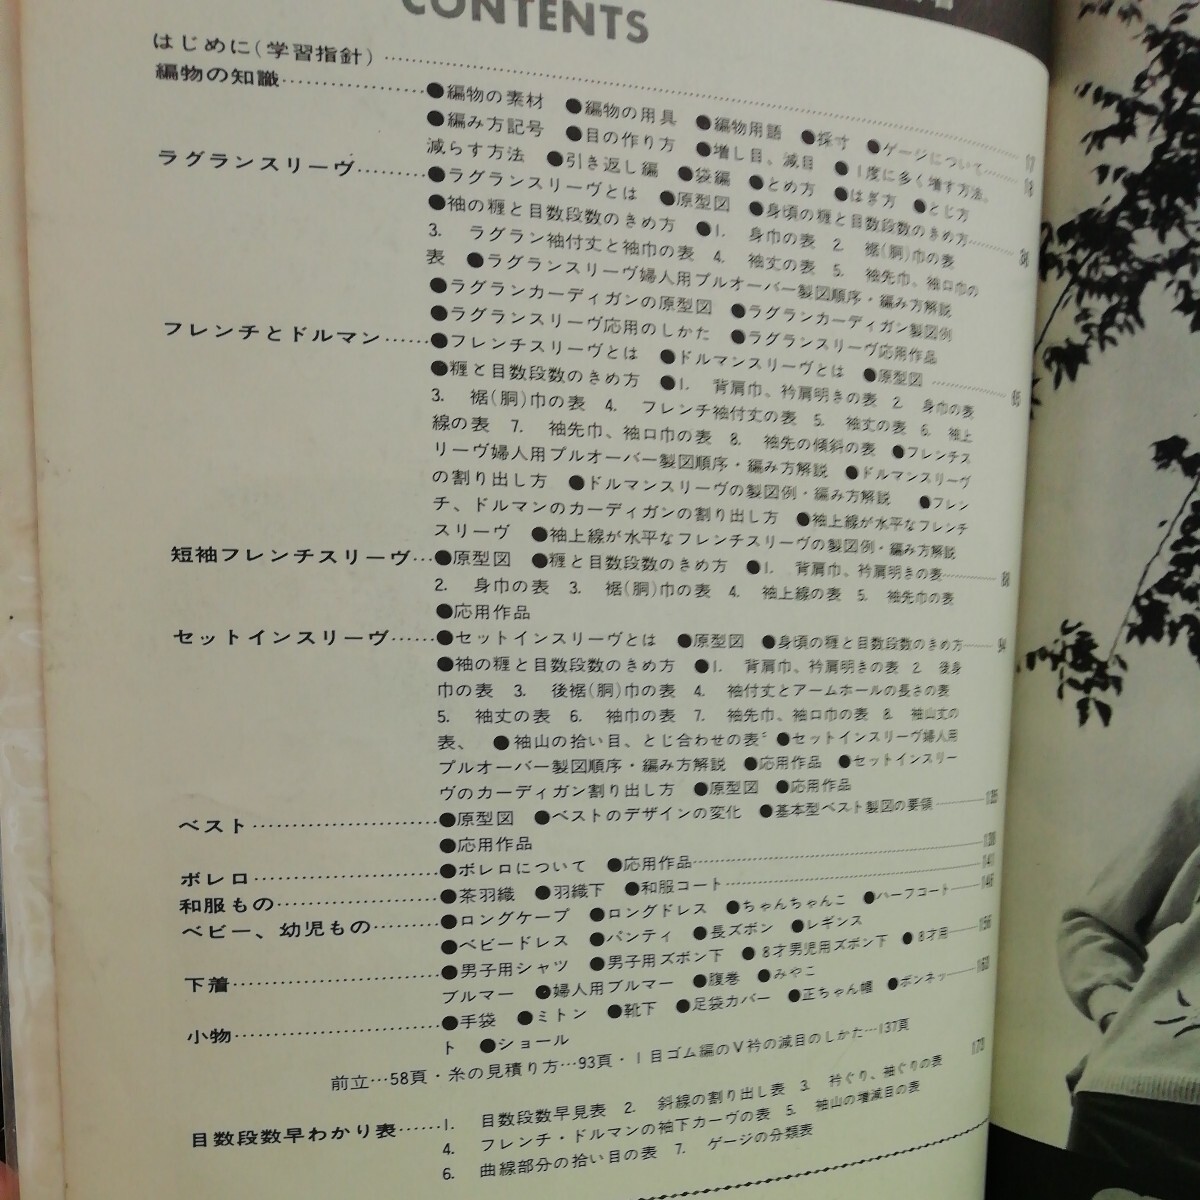 CONTENTS
はじめに(学習指針)……17
編物の知識……●編物の素材 ●編物の用具 ●編物用語 ●採寸 ●ゲージについて……18
●編み方記号 ●目の作り方 ●増し目、減目 ●1度に多く増す方法、
減らす方法 ●引き返し編 ●袋編 ●とめ方 ●はぎ方 ●とじ方
ラグランスリーヴ……●ラグランスリーヴとは ●原型図 ●身頃の糎と目数段数のきめ方……
●袖の糎と目数段数のきめ方 ●1. 身巾の表 2. 裾(胴)巾の表
3. ラグラン袖付丈と袖巾の表 4. 袖丈の表 5. 袖先巾、袖口巾の
表 ●ラグランスリーヴ婦人用プルオーバー製図順序・編み方解説
●ラグランカーディガンの原型図 ●ラグランカーディガン製図例
●ラグランスリーヴ応用のしかた ●ラグランスリーヴ応用作品
フレンチとドルマン……●フレンチスリーヴとは ●ドルマンスリーヴとは ●原型図……65
●糎と目数段数のきめ方 ●1. 背肩巾、衿肩明きの表 2. 身巾の表
3. 裾(胴)巾の表 4. フレンチ袖付丈の表 5. 袖丈の表 6. 袖上
線の表 7. 袖先巾、袖口巾の表 8. 袖先の傾斜の表 ●フレンチス
リーヴ婦人用プルオーバー製図順序・編み方解説 ●ドルマンスリーヴ
の割り出し方 ●ドルマンスリーヴの製図例・編み方解説 ●フレン
チ、ドルマンのカーディガンの割り出し方 ●袖上線が水平なフレンチ
スリーヴ ●袖上線が水平なフレンチスリーヴの製図例・編み方解説
短袖フレンチスリーヴ…●原型図 ●糎と目数段数のきめ方 ●1. 背肩巾、衿肩明きの表……88
2. 身巾の表 3. 裾(胴)巾の表 4. 袖上線の表 5. 袖先巾の表
●応用作品
セットインスリーヴ……●セットインスリーヴとは ●原型図 ●身頃の糎と目数段数のきめ方……94
●袖の糎と目数段数のきめ方 ●1. 背肩巾、衿肩明きの表 2. 後身
巾の表 3. 後裾(胴)巾の表 4. 袖付丈とアームホールの長さの表
5. 袖丈の表 6. 袖巾の表 7. 袖先巾、袖口巾の表 8. 袖山丈の
表、 ●袖山の拾い目、とじ合わせの表 ●セットインスリーヴ婦人用
プルオーバー製図順序・編み方解説 ●応用作品 ●セットインスリー
ヴのカーディガン割り出し方 ●原型図 ●応用作品
ベスト……●原型図 ●ベストのデザインの変化 ●基本型ベスト製図の要領……
●応用作品
ボレロ……●ボレロについて ●応用作品……
和服もの……●茶羽織 ●羽織下 ●和服コート……141
ベビー、幼児もの……●ロングケープ ●ロングドレス ●ちゃんちゃんこ ●ハーフコート……146
●ベビードレス ●パンティ ●長ズボン ●レギンス
下着……●男子用シャツ ●男子用ズボン下 ●8才男児用ズボン下 ●8才用……156
ブルマー ●婦人用ブルマー ●腹巻 ●みやこ
小物……●手袋 ●ミトン ●靴下 ●足袋カバー ●正ちゃん帽 ●ボンネッ……163
ト ●ショール
前立…58頁・糸の見積り方…93頁・1目ゴム編のV衿の減目のしかた…137頁
目数段数早わかり表……1. 目数段数早見表 2. 斜線の割り出し表 3. 衿ぐり、袖ぐりの表……173
4. フレンチ・ドルマンの袖下カーヴの表 5. 袖山の増減目の表
6. 曲線部分の拾い目の表 7. ゲージの分類表